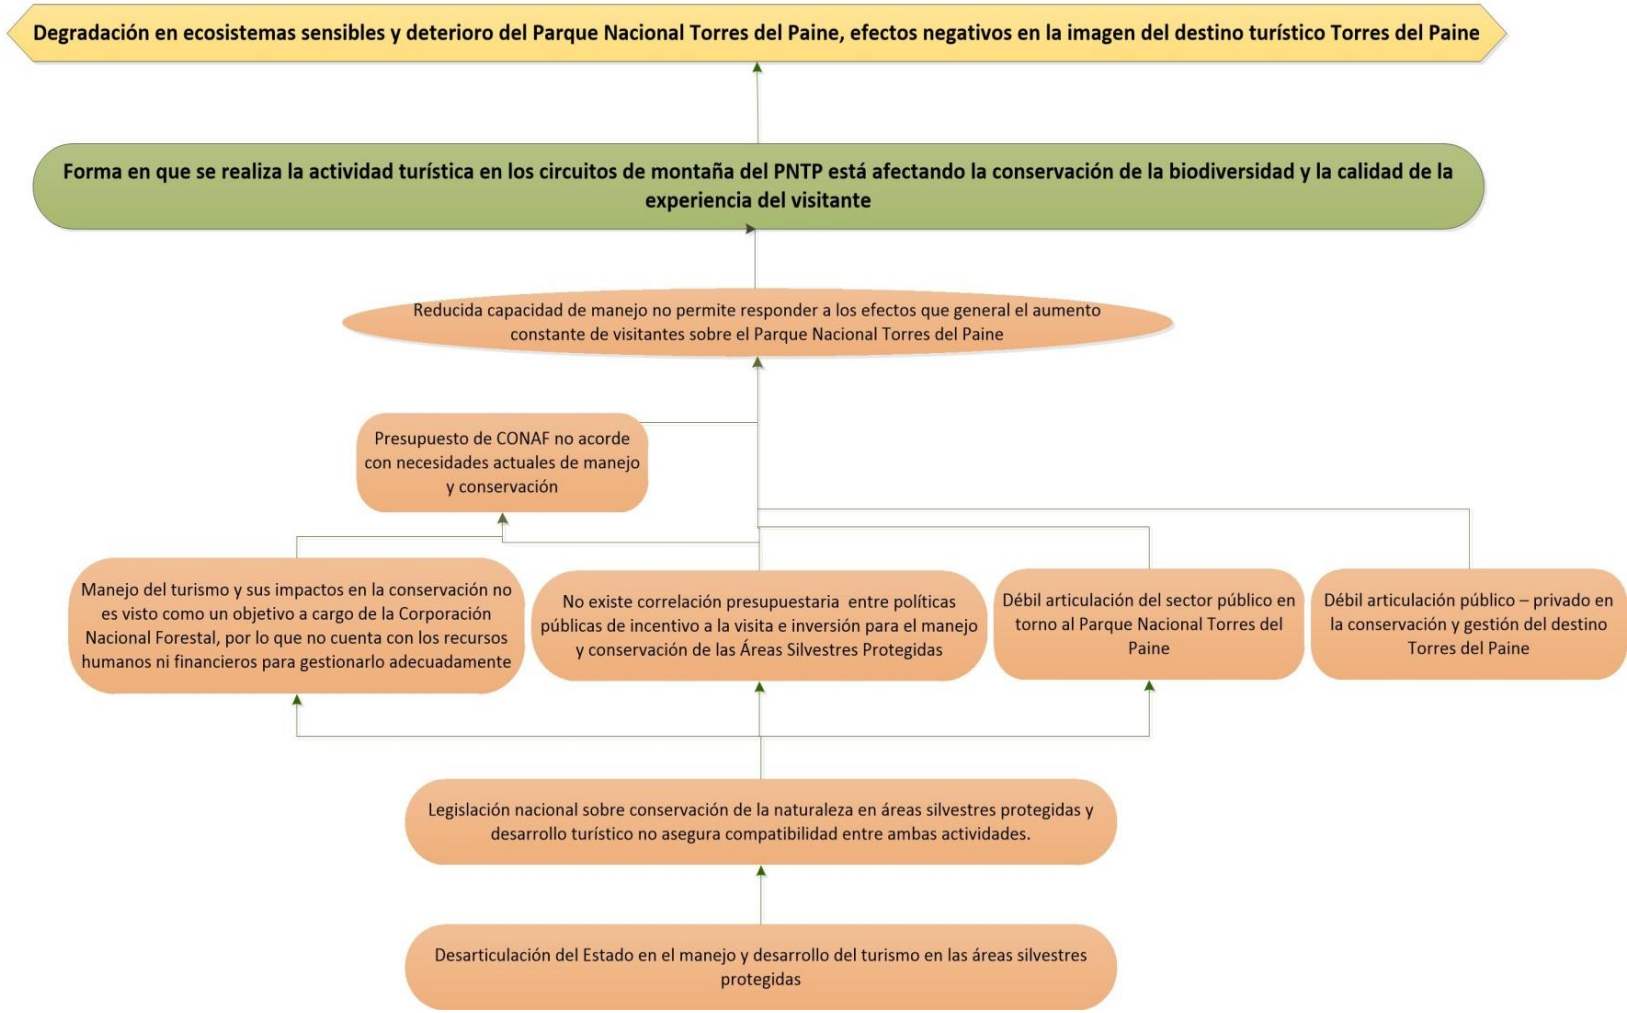 Degradación en ecosistemas sensibles y deterioro del Parque Nacional Torres del Paine, efectos negativos en la imagen del destino turístico Torres del Paine
Forma en que se realiza la actividad turística en los circuitos de montaña del PNTP está afectando la conservación de la biodiversidad y la calidad de la
experiencia del visitante
Reducida capacidad de manejo no permite responder a los efectos que general el aumento
constante de visitantes sobre el Parque Nacional Torres del Paine
Presupuesto de CONAF no acorde
con necesidades actuales de manejo
y conservación
Manejo del turismo y sus impactos en la conservación no
es visto como un objetivo a cargo de la Corporación
Nacional Forestal, por lo que no cuenta con los recursos
humanos ni financieros para gestionarlo adecuadamente
No existe correlación presupuestaria entre políticas
públicas de incentivo a la visita e inversión para el manejo
y conservación de las Áreas Silvestres Protegidas
Débil articulación del sector público en
torno al Parque Nacional Torres del
Paine
Débil articulación público – privado en
la conservación y gestión del destino
Torres del Paine
Legislación nacional sobre conservación de la naturaleza en áreas silvestres protegidas y
desarrollo turístico no asegura compatibilidad entre ambas actividades.
Desarticulación del Estado en el manejo y desarrollo del turismo en las áreas silvestres
protegidas